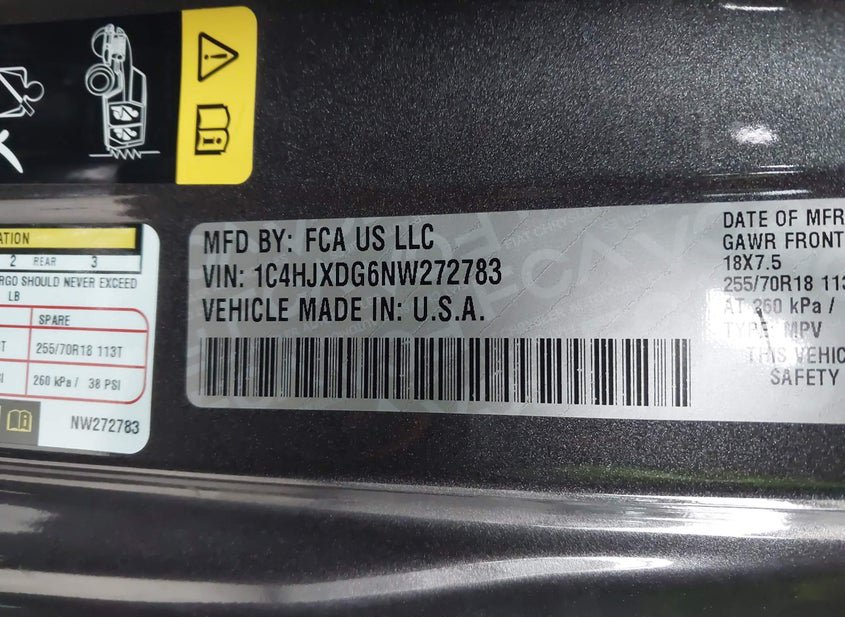 ATION
2 REAR 3
RGO SHOULD NEVER EXCEED
LB
SPARE
T 255/70R18 113T
SI 260 kPa / 38 PSI
NW272783
MFD BY: FCA US LLC
VIN: 1C4HJXDG6NW272783
VEHICLE MADE IN: U.S.A.
DATE OF MFR
GAWR FRONT
18X7.5
255/70R18 113
AT 260 kPa /
TYPE: MPV
THIS VEHIC
SAFETY